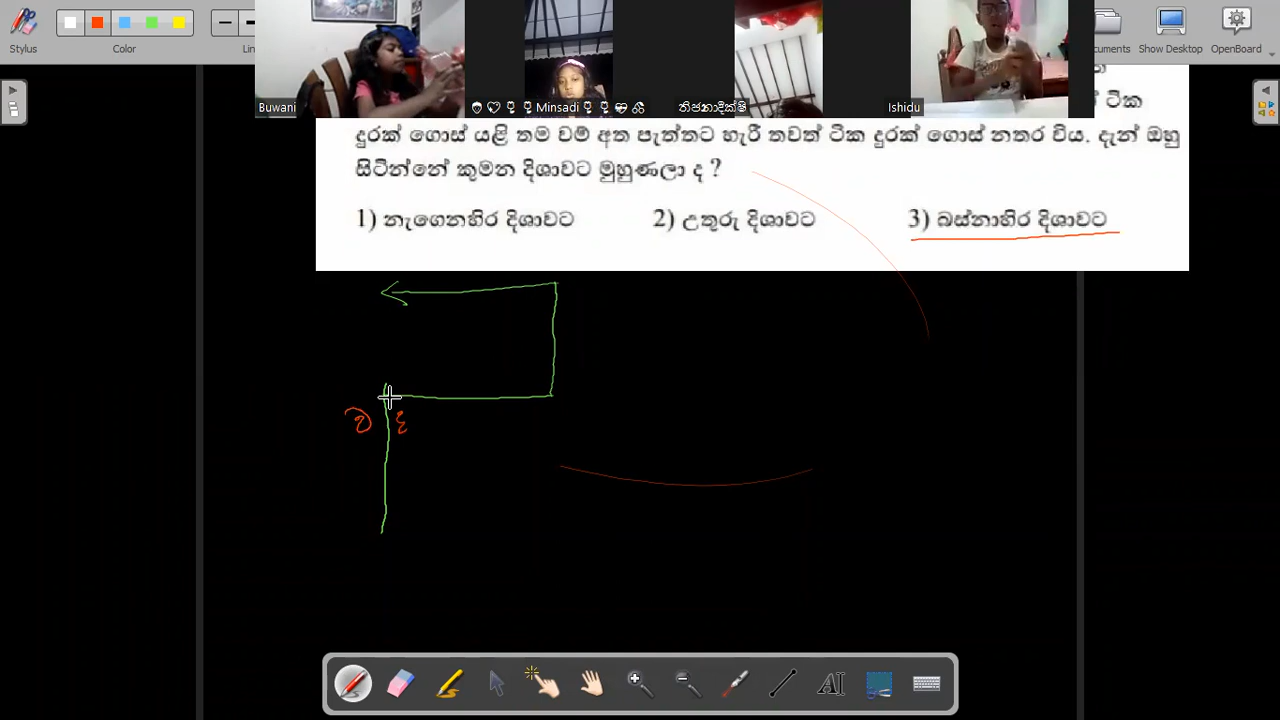 Stylus
Color
Documents
Show Desktop
OpenBoard
Buwani
Minsadi
Ishidu
ටික
දුරක් ගොස් යළි තම වම් අත පැත්තට හැරී තවත් ටික දුරක් ගොස් නතර විය. දැන් ඔහු
සිටින්නේ කුමන දිශාවට මුහුණලා ද ?
1) නැගෙනහිර දිශාවට 2) උතුරු දිශාවට 3) බස්නාහිර දිශාවට
ව ද